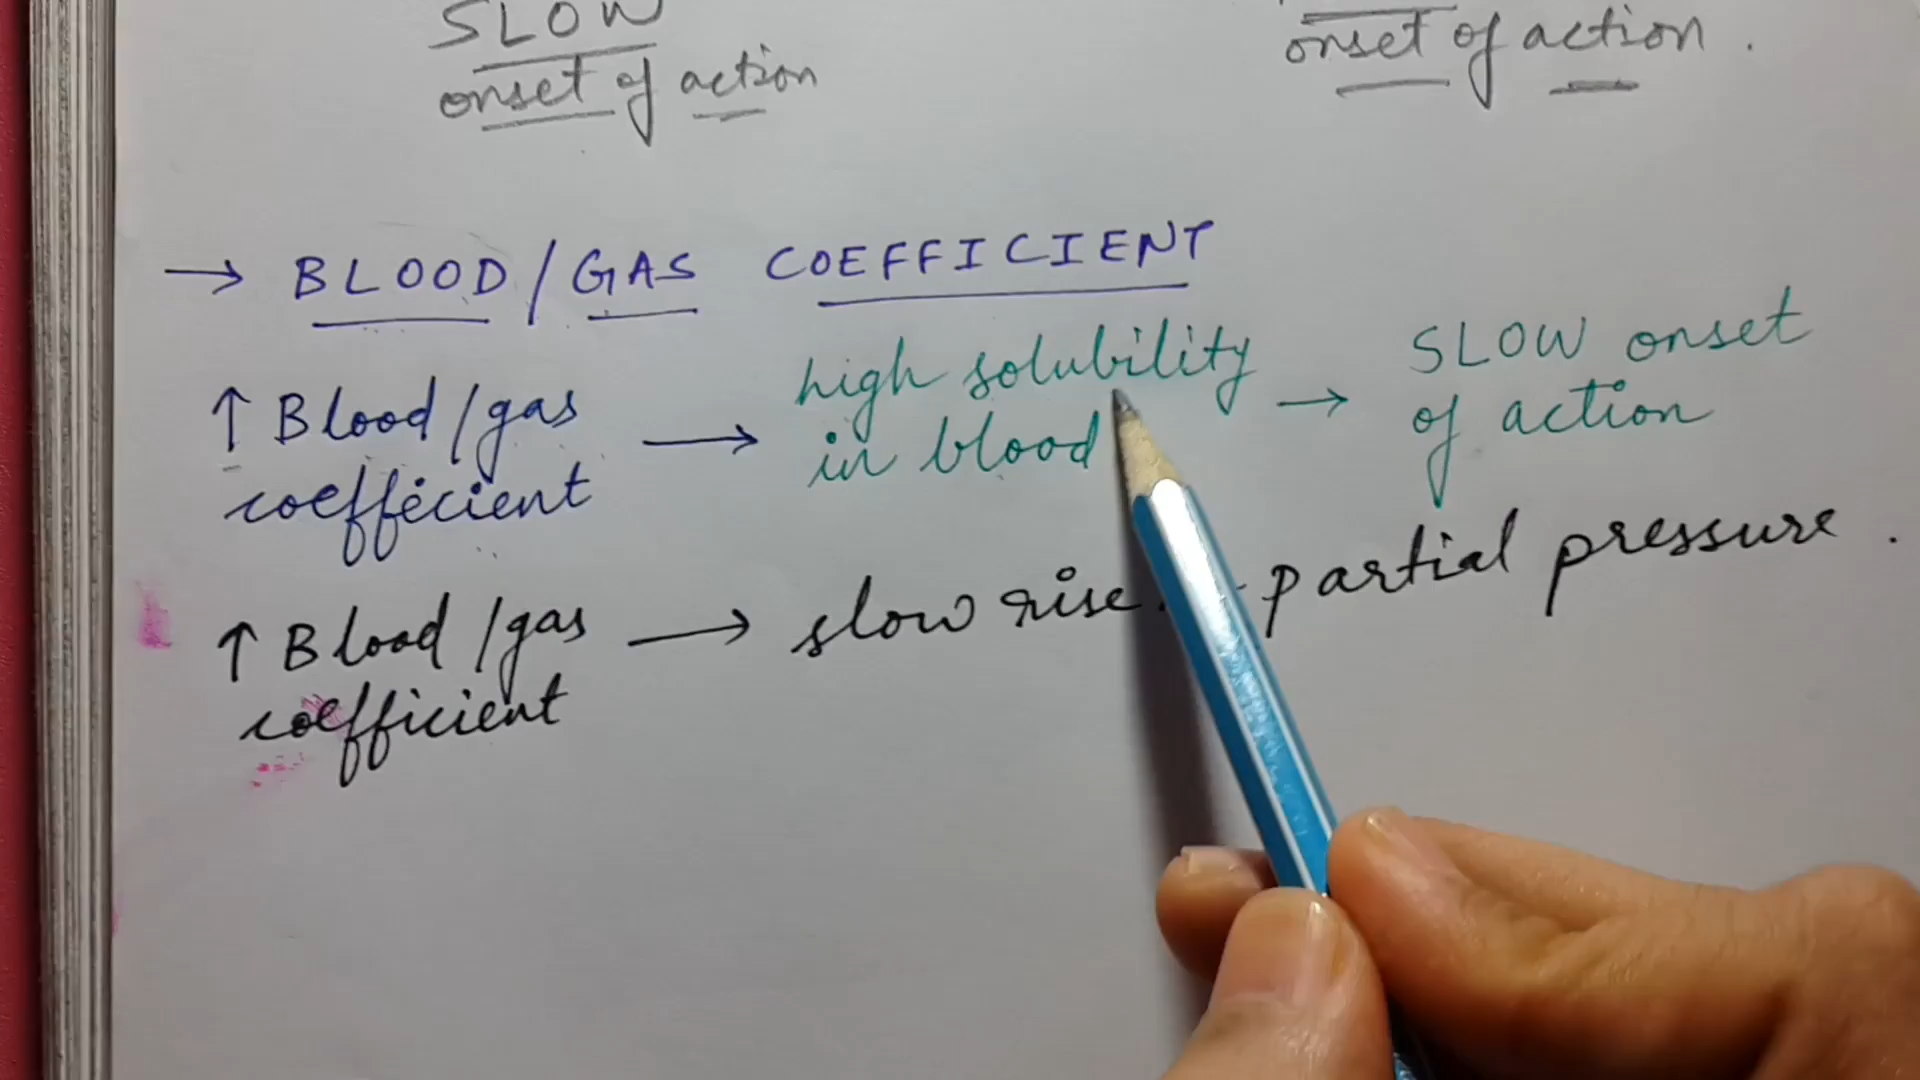 SLOW
onset of action
onset of action .
→ BLOOD/GAS COEFFICIENT
↑ Blood/gas
coefficient
→
high solubility
in blood
→
SLOW onset
of action
↑ Blood/gas
coefficient
→ slow rise partial pressure .